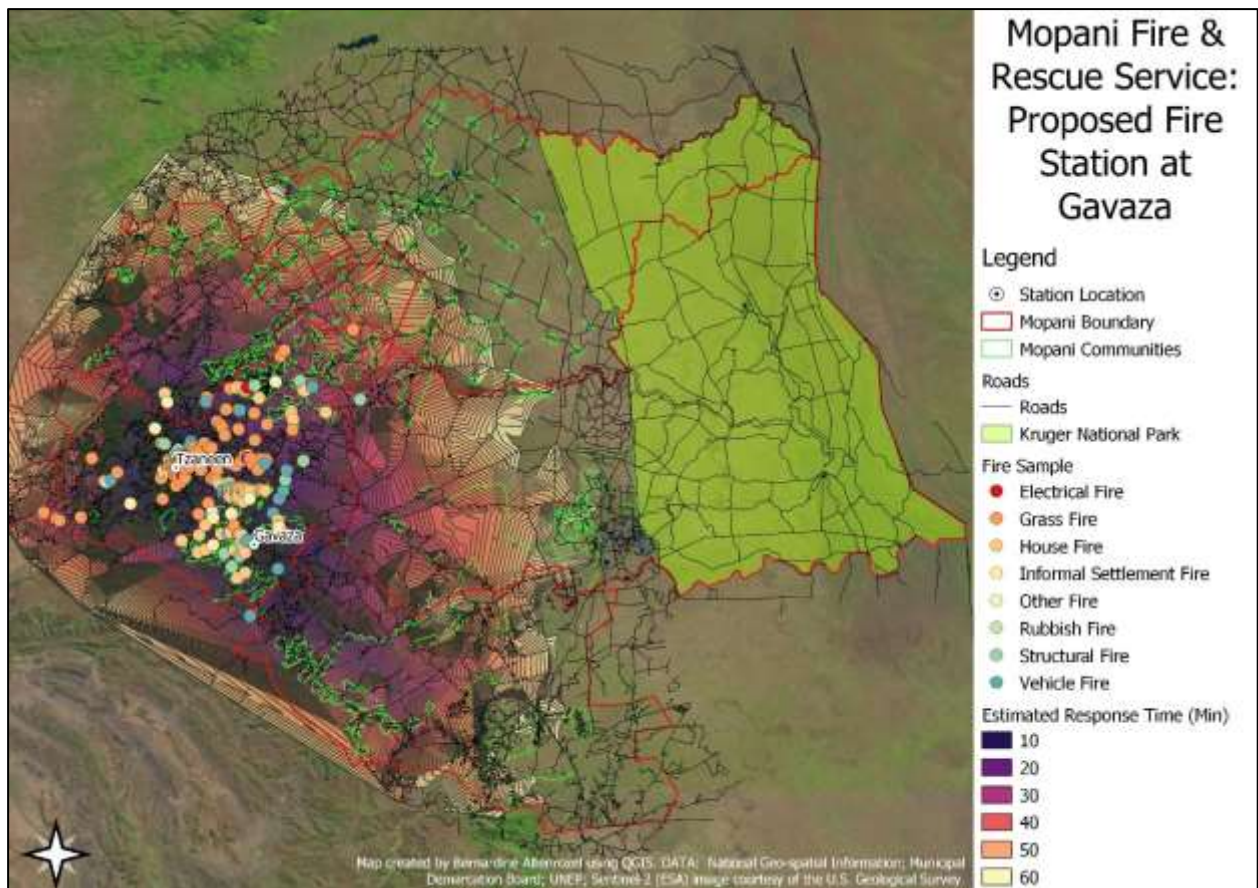 Mopani Fire &
Rescue Service:
Proposed Fire
Station at
Gavaza
Legend
Station Location
Mopani Boundary
Mopani Communities
Roads
Roads
Kruger National Park
Fire Sample
Electrical Fire
Grass Fire
House Fire
Informal Settlement Fire
Other Fire
Rubbish Fire
Structural Fire
Vehicle Fire
Estimated Response Time (Min)
10
20
30
40
50
60
Tzaneen
Gavaza
Map created by Bernardine Altenroxel using QGIS. DATA: National Geo-spatial Information; Municipal
Demarcation Board; UNEP; Sentinel-2 (ESA) image courtesy of the U.S. Geological Survey.